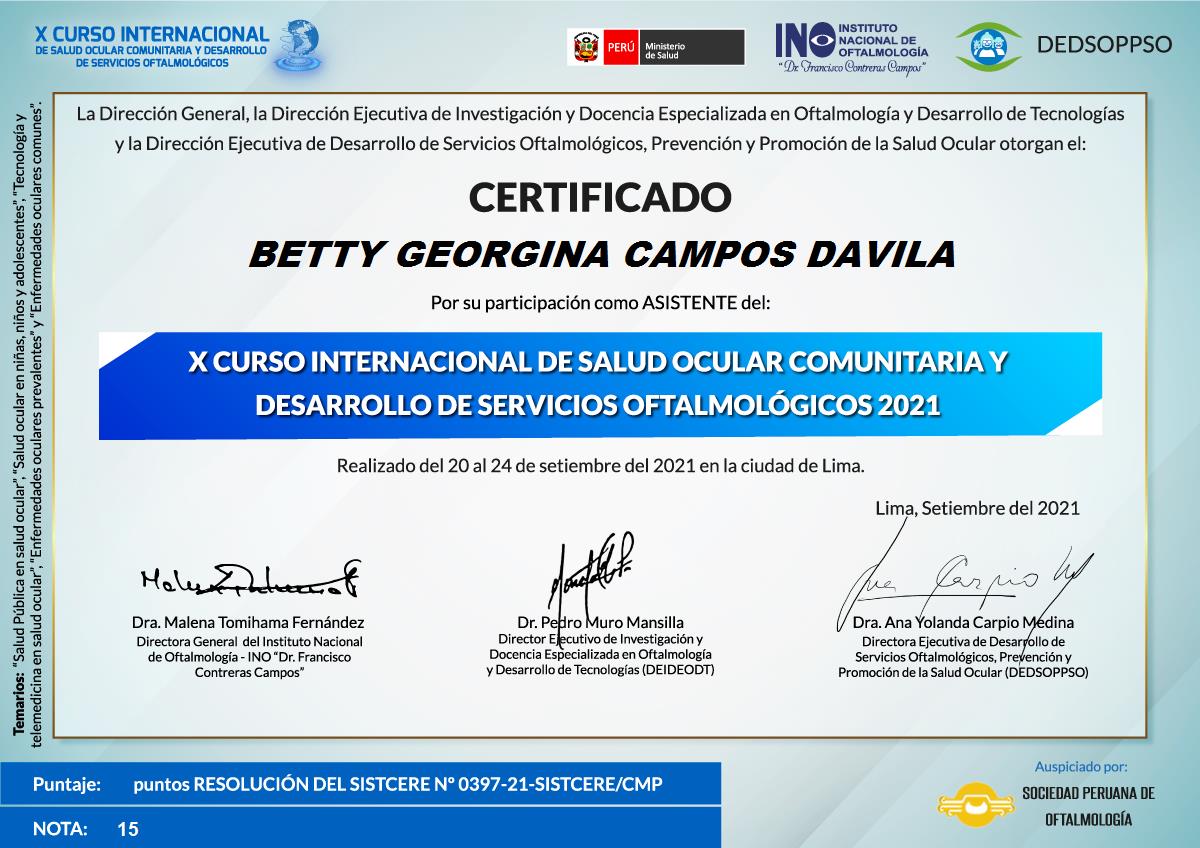 X CURSO INTERNACIONAL
DE SALUD OCULAR COMUNITARIA Y DESARROLLO
DE SERVICIOS OFTALMOLÓGICOS
PERÚ
Ministerio
de Salud
INO
INSTITUTO
NACIONAL DE
OFTALMOLOGÍA
"Dr. Francisco Contreras Campos"
DEDSOPPSO
La Dirección General, la Dirección Ejecutiva de Investigación y Docencia Especializada en Oftalmología y Desarrollo de Tecnologías
y la Dirección Ejecutiva de Desarrollo de Servicios Oftalmológicos, Prevención y Promoción de la Salud Ocular otorgan el:
CERTIFICADO
BETTY GEORGINA CAMPOS DAVILA
Por su participación como ASISTENTE del:
X CURSO INTERNACIONAL DE SALUD OCULAR COMUNITARIA Y
DESARROLLO DE SERVICIOS OFTALMOLÓGICOS 2021
Realizado del 20 al 24 de setiembre del 2021 en la ciudad de Lima.
Lima, Setiembre del 2021
Dra. Malena Tomihama Fernández
Directora General del Instituto Nacional
de Oftalmología - INO "Dr. Francisco
Contreras Campos"
Dr. Pedro Muro Mansilla
Director Ejecutivo de Investigación y
Docencia Especializada en Oftalmología
y Desarrollo de Tecnologías (DEIDEODT)
Dra. Ana Yolanda Carpio Medina
Directora Ejecutiva de Desarrollo de
Servicios Oftalmológicos, Prevención y
Promoción de la Salud Ocular (DEDSOPPSO)
Temarios: "Salud Pública en salud ocular", "Salud ocular en niñas, niños y adolescentes", "Tecnología y
telemedicina en salud ocular", "Enfermedades oculares prevalentes" y "Enfermedades oculares comunes".
Puntaje: puntos RESOLUCIÓN DEL SISTCERE Nº 0397-21-SISTCERE/CMP
NOTA: 15
Auspiciado por:
SOCIEDAD PERUANA DE
OFTALMOLOGÍA